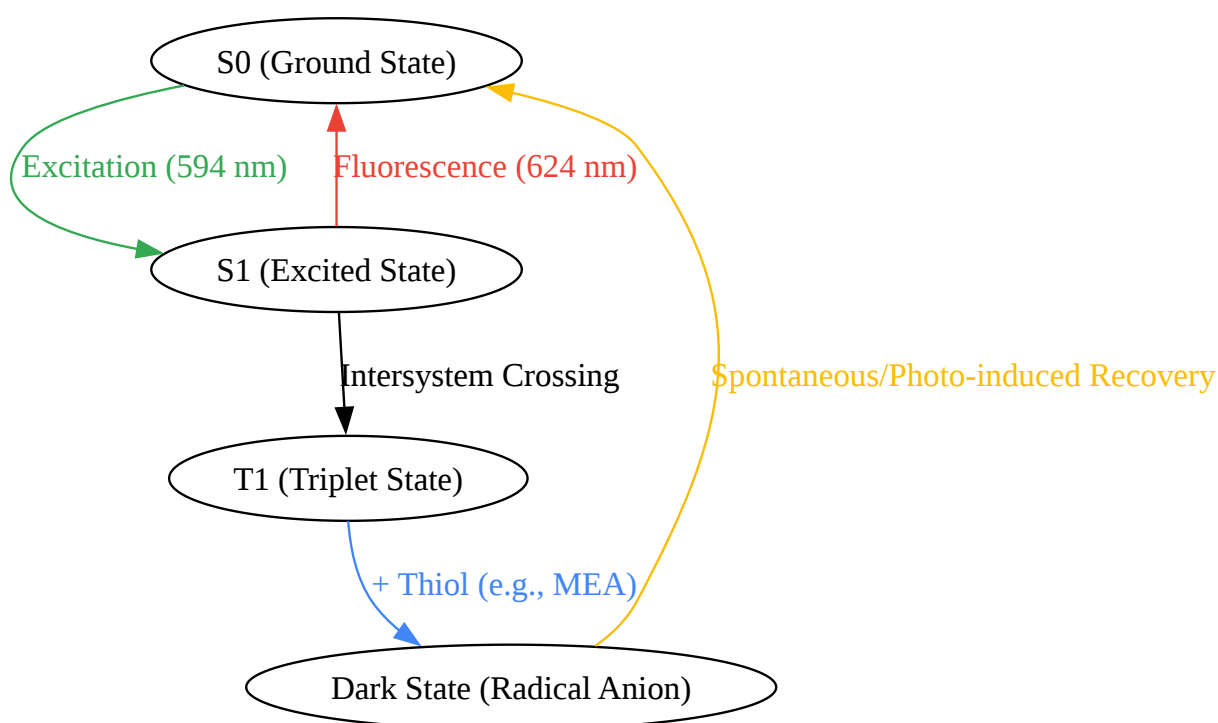 S0 (Ground State)
Excitation (594 nm)
Fluorescence (624 nm)
S1 (Excited State)
Intersystem Crossing
Spontaneous/Photo-induced Recovery
T1 (Triplet State)
+ Thiol (e.g., MEA)
Dark State (Radical Anion)